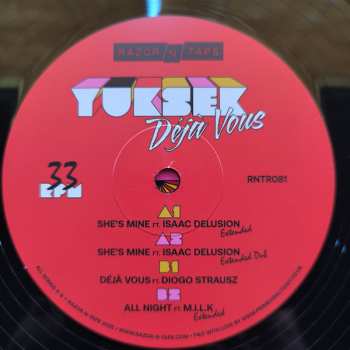 RAZOR N TAPE
YUKSEK
Déjà Vous
33
RPM
RNTR081
A1
SHE'S MINE FT. ISAAC DELUSION
Extended
A2
SHE'S MINE FT. ISAAC DELUSION
Extended Dub
B1
DÉJÀ VOUS FT. DIOGO STRAUSZ
B2
ALL NIGHT FT. M.I.L.K
Extended